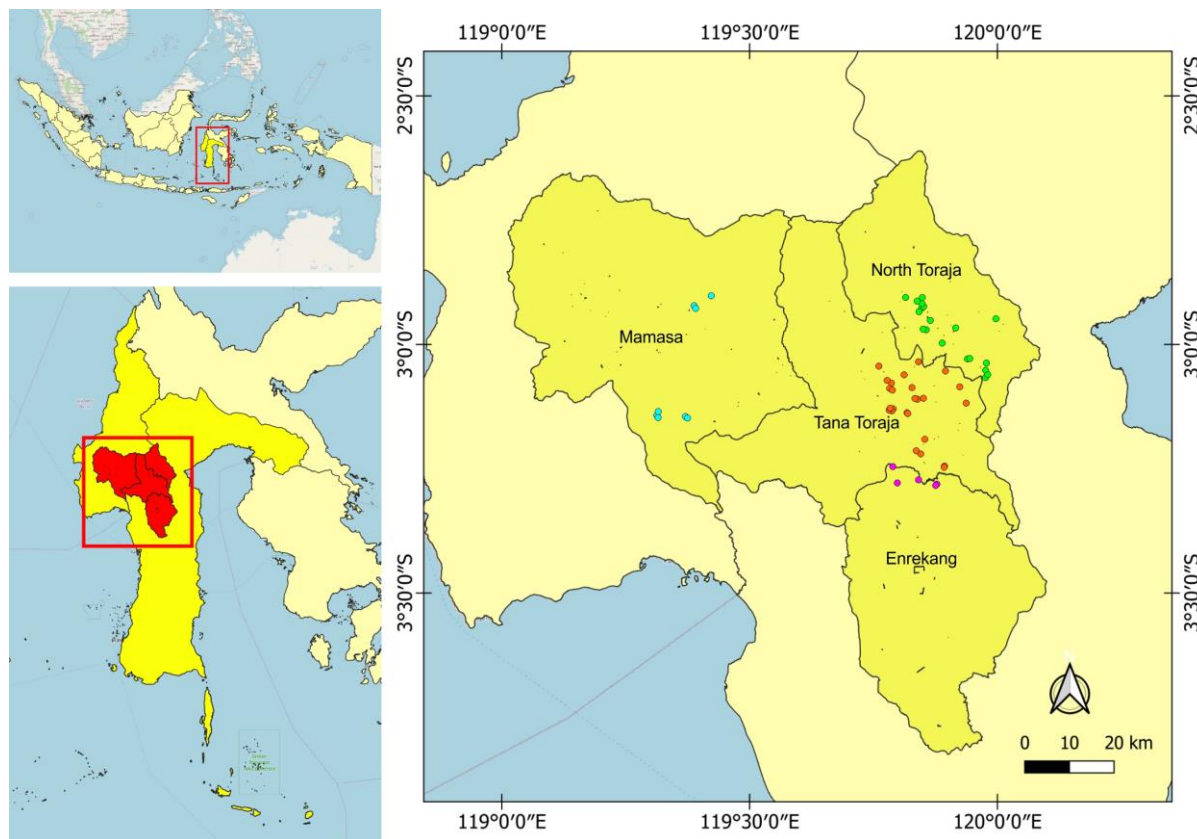 119°0′0″E
119°30′0″E
120°0′0″E
2°30′0″S
3°0′0″S
3°30′0″S
North Toraja
Mamasa
Tana Toraja
Enrekang
0 10 20 km
119°0′0″E
119°30′0″E
120°0′0″E
2°30′0″S
3°0′0″S
3°30′0″S